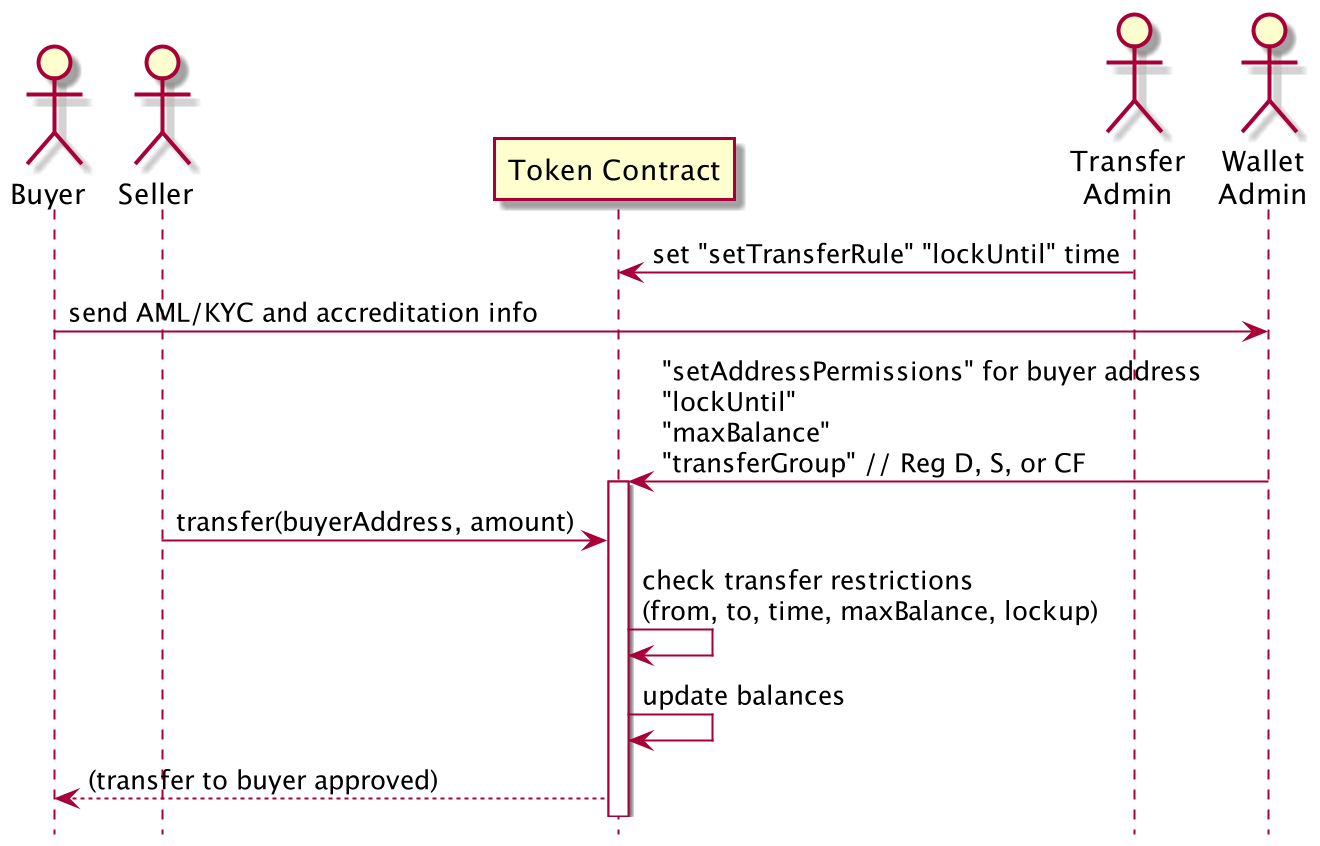 Buyer
Seller
Token Contract
Transfer
Admin
Wallet
Admin
set "setTransferRule" "lockUntil" time
send AML/KYC and accreditation info
"setAddressPermissions" for buyer address
"lockUntil"
"maxBalance"
"transferGroup" // Reg D, S, or CF
transfer(buyerAddress, amount)
check transfer restrictions
(from, to, time, maxBalance, lockup)
update balances
(transfer to buyer approved)